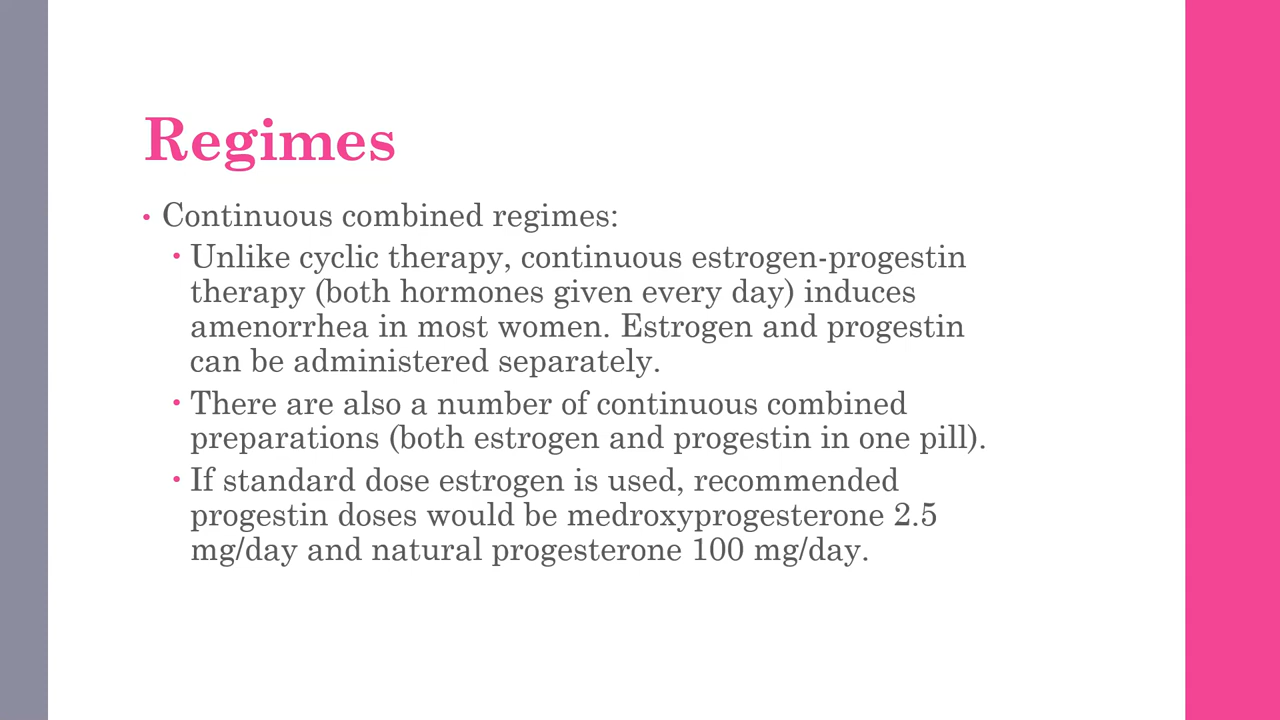 Regimes
• Continuous combined regimes:
• Unlike cyclic therapy, continuous estrogen-progestin
therapy (both hormones given every day) induces
amenorrhea in most women. Estrogen and progestin
can be administered separately.
• There are also a number of continuous combined
preparations (both estrogen and progestin in one pill).
• If standard dose estrogen is used, recommended
progestin doses would be medroxyprogesterone 2.5
mg/day and natural progesterone 100 mg/day.